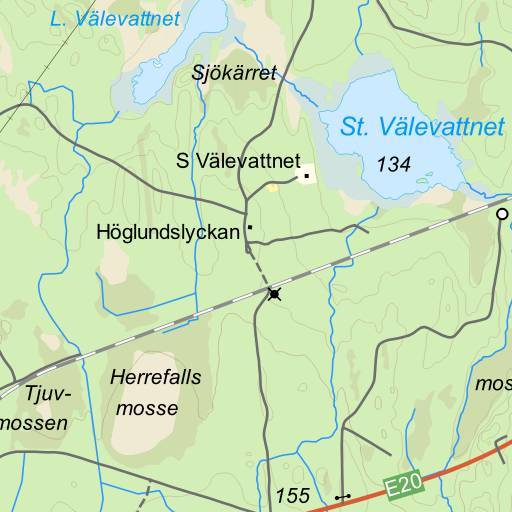 L. Välevattnet
Sjökärret
St. Välevattnet
S Välevattnet
134
Höglundslyckan
Tjuv-
mossen
Herrefalls
mosse
mos
155
E20